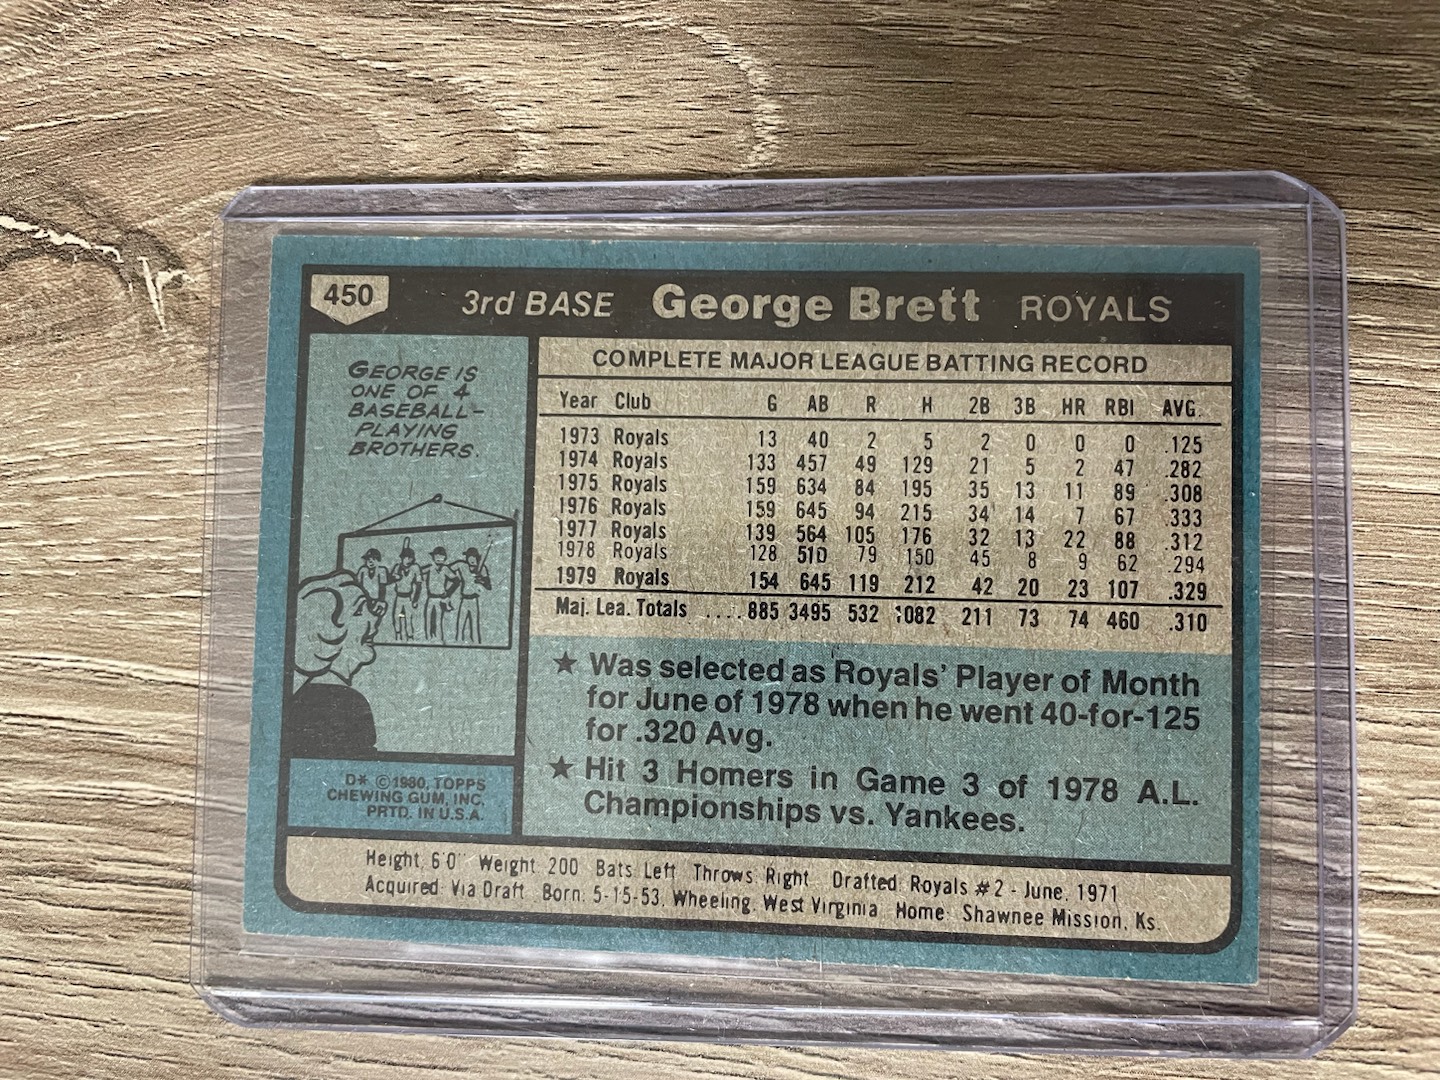 450 3rd BASE George Brett ROYALS
GEORGE IS
ONE OF 4
BASEBALL-
PLAYING
BROTHERS.
D* ©1980, TOPPS
CHEWING GUM, INC.
PRTD. IN U.S.A.
COMPLETE MAJOR LEAGUE BATTING RECORD
Year Club G AB R H 2B 3B HR RBI AVG.
1973 Royals 13 40 2 5 2 0 0 0 .125
1974 Royals 133 457 49 129 21 5 2 47 .282
1975 Royals 159 634 84 195 35 13 11 89 .308
1976 Royals 159 645 94 215 34 14 7 67 .333
1977 Royals 139 564 105 176 32 13 22 88 .312
1978 Royals 128 510 79 150 45 8 9 62 .294
1979 Royals 154 645 119 212 42 20 23 107 .329
Maj. Lea. Totals ....885 3495 532 1082 211 73 74 460 .310
★ Was selected as Royals' Player of Month
for June of 1978 when he went 40-for-125
for .320 Avg.
★ Hit 3 Homers in Game 3 of 1978 A.L.
Championships vs. Yankees.
Height: 6'0" Weight: 200 Bats: Left Throws: Right Drafted: Royals #2 - June, 1971
Acquired: Via Draft Born: 5-15-53, Wheeling, West Virginia Home: Shawnee Mission, Ks.